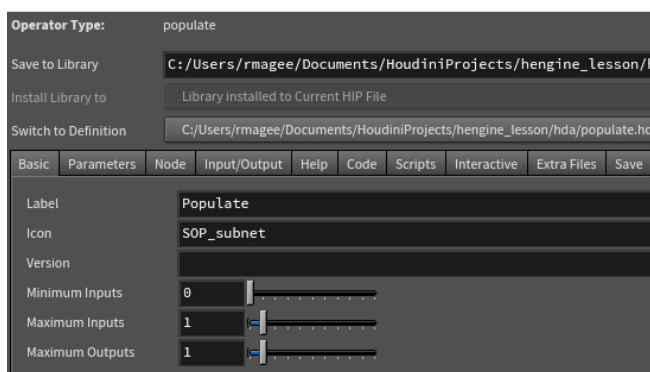 Operator Type: populate
Save to Library C:/Users/rmagee/Documents/HoudiniProjects/hengine_lesson/
Install Library to Library installed to Current HIP File
Switch to Definition C:/Users/rmagee/Documents/HoudiniProjects/hengine_lesson/hda/populate.hd
Basic Parameters Node Input/Output Help Code Scripts Interactive Extra Files Save
Label Populate
Icon SOP_subnet
Version
Minimum Inputs 0
Maximum Inputs 1
Maximum Outputs 1